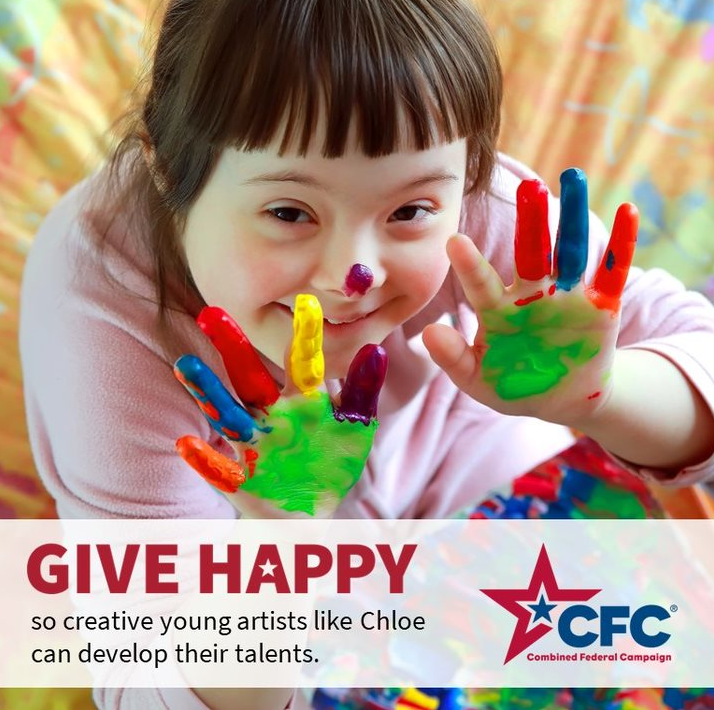 GIVE HAPPY
so creative young artists like Chloe
can develop their talents.
CFC®
Combined Federal Campaign